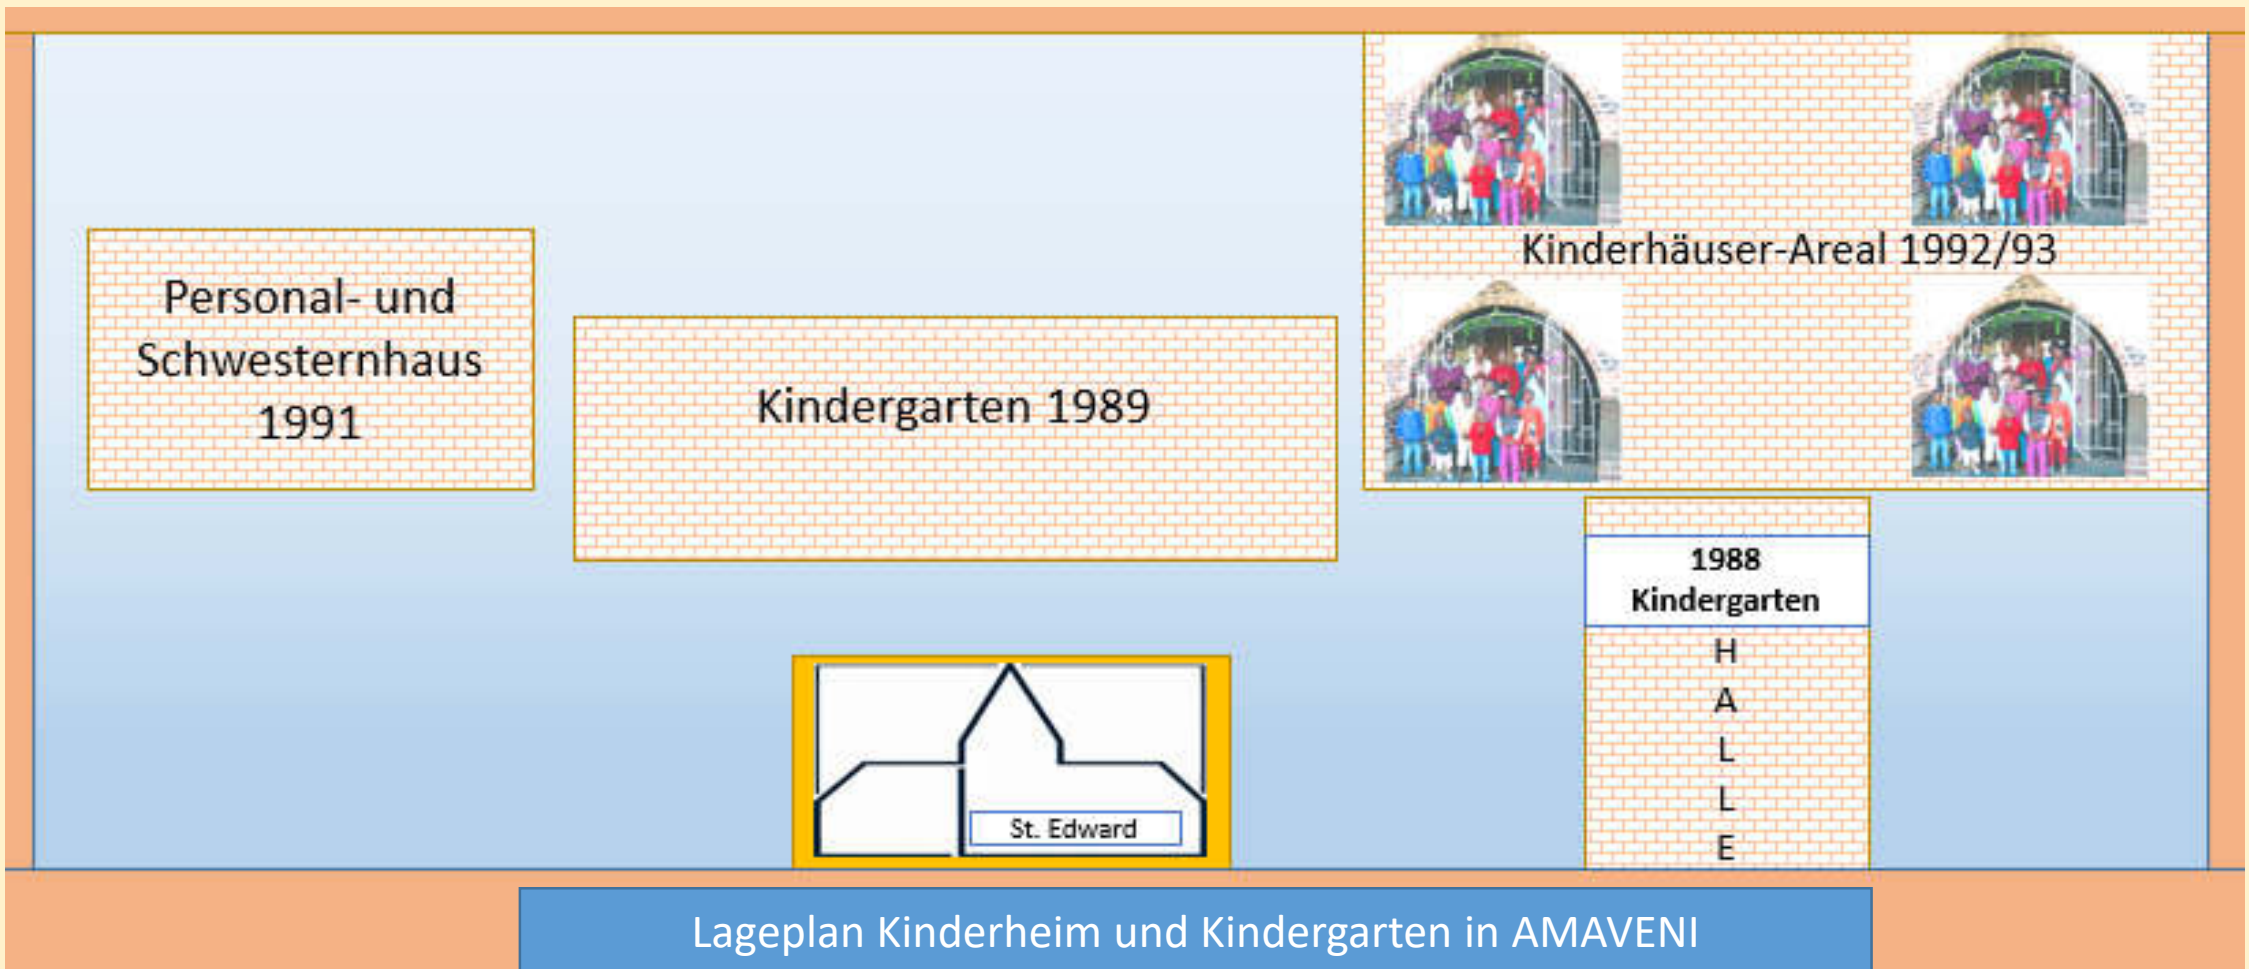 Kinderhäuser-Areal 1992/93
Personal- und
Schwesternhaus
1991
Kindergarten 1989
1988
Kindergarten
H
A
L
L
E
St. Edward
Lageplan Kinderheim und Kindergarten in AMAVENI